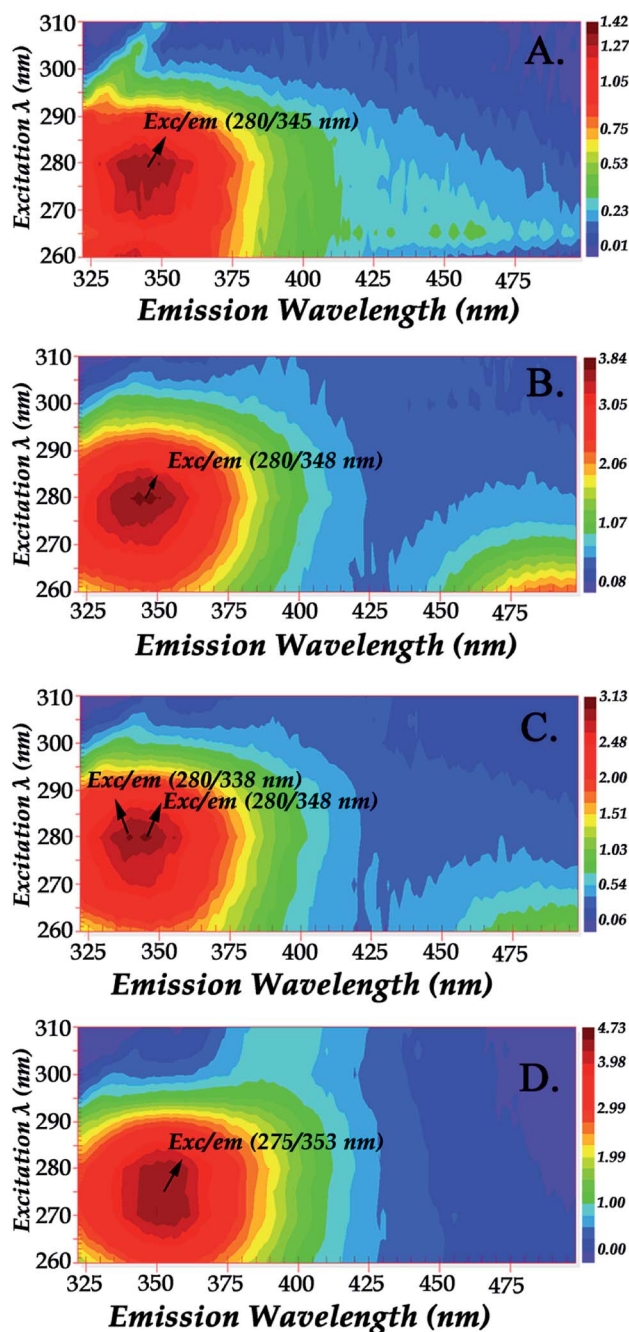 310
300
290
280
270
260
Excitation λ (nm)
A.
Exc/em (280/345 nm)
1.42
1.27
1.05
0.75
0.49
0.23
0.01
325 350 375 400 425 450 475
Emission Wavelength (nm)
310
300
290
280
270
260
Excitation λ (nm)
B.
Exc/em (280/348 nm)
3.84
3.05
2.06
1.07
0.08
325 350 375 400 425 450 475
Emission Wavelength (nm)
310
300
290
280
270
260
Excitation λ (nm)
C.
Exc/em (280/338 nm)
Exc/em (280/348 nm)
3.13
2.48
2.00
1.51
1.03
0.54
0.06
325 350 375 400 425 450 475
Emission Wavelength (nm)
310
300
290
280
270
260
Excitation λ (nm)
D.
Exc/em (275/353 nm)
4.73
3.98
2.99
1.99
1.00
0.00
325 350 375 400 425 450 475
Emission Wavelength (nm)